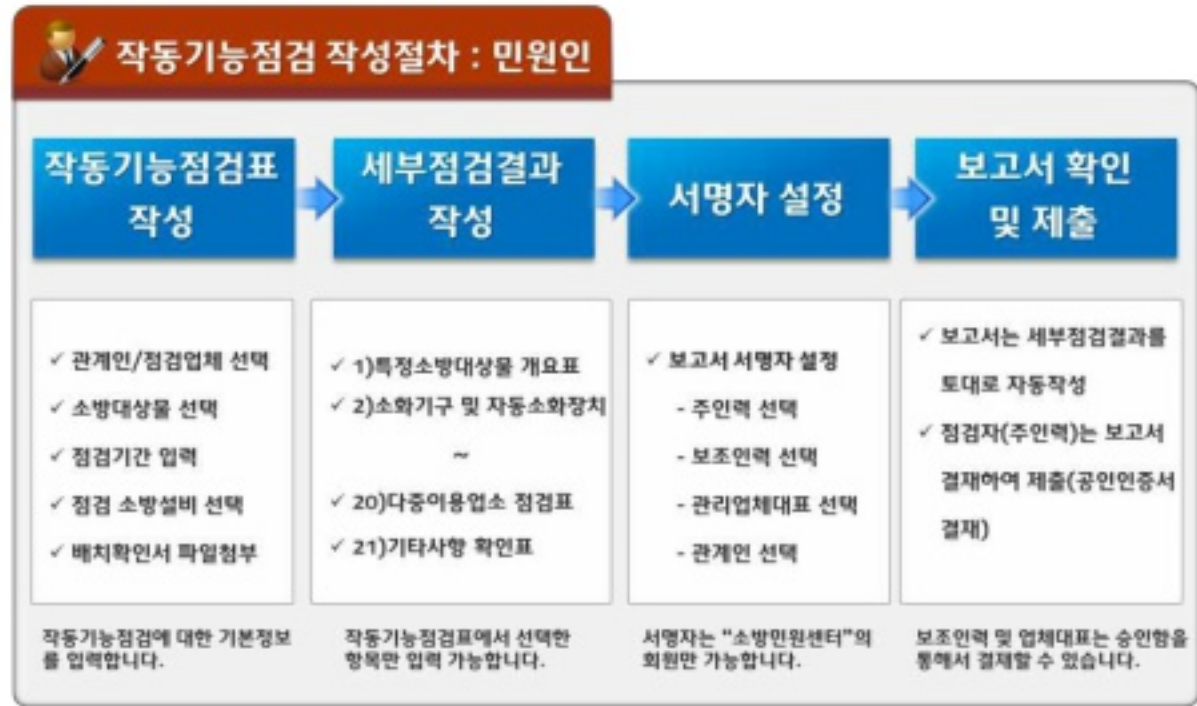 작동기능점검 작성절차 : 민원인
작동기능점검표
작성
세부점검결과
작성
서명자 설정
보고서 확인
및 제출
✓ 관계인/점검업체 선택
✓ 소방대상물 선택
✓ 점검기간 입력
✓ 점검 소방설비 선택
✓ 배치확인서 파일첨부
✓ 1)특정소방대상물 개요표
✓ 2)소화기구 및 자동소화장치
~
✓ 20)다중이용업소 점검표
✓ 21)기타사항 확인표
✓ 보고서 서명자 설정
- 주인력 선택
- 보조인력 선택
- 관리업체대표 선택
- 관계인 선택
✓ 보고서는 세부점검결과를
토대로 자동작성
✓ 점검자(주인력)는 보고서
결재하여 제출(공인인증서
결재)
작동기능점검에 대한 기본정보
를 입력합니다.
작동기능점검표에서 선택한
항목만 입력 가능합니다.
서명자는 "소방민원센터"의
회원만 가능합니다.
보조인력 및 업체대표는 승인함을
통해서 결재할 수 있습니다.